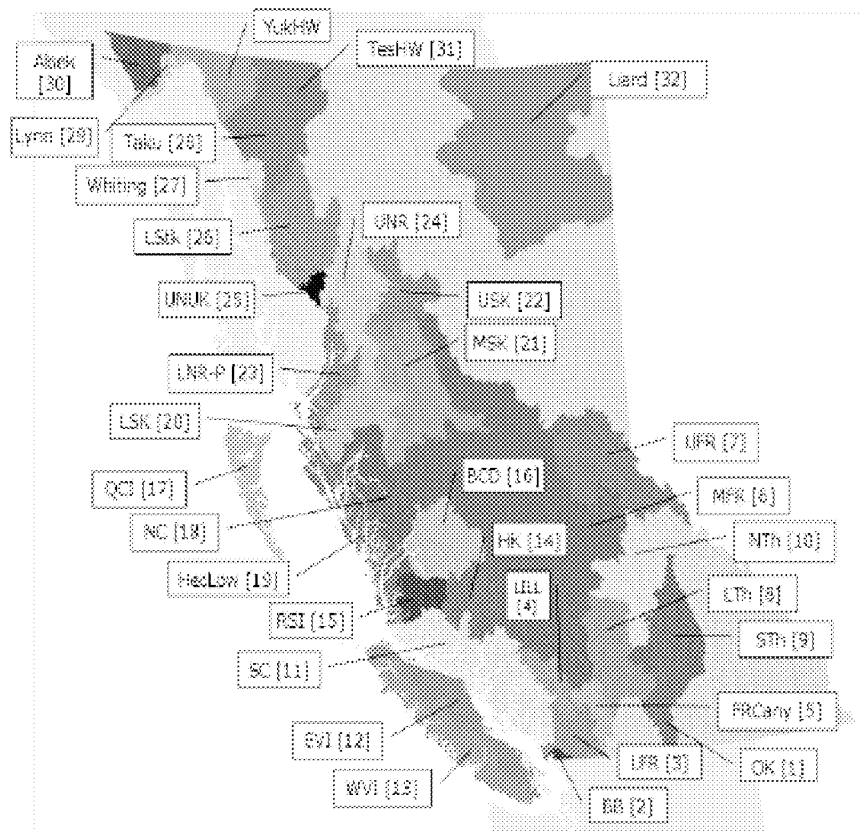 YukHW
TesHW [31]
Alsek
[30]
Liard [32]
Lynn [29]
Taku [28]
Whiting [27]
UNR [24]
LStk [26]
UNUK [25]
USK [22]
MSK [21]
LNR-P [23]
LSK [20]
UFR [7]
BCD [16]
QCI [17]
MFR [6]
NC [18]
HK [14]
NTh [10]
HecLow [19]
LILL
[4]
LTh [8]
RSI [15]
STh [9]
SC [11]
FRCany [5]
EVI [12]
LFR [3]
OK [1]
WVI [13]
BB [2]